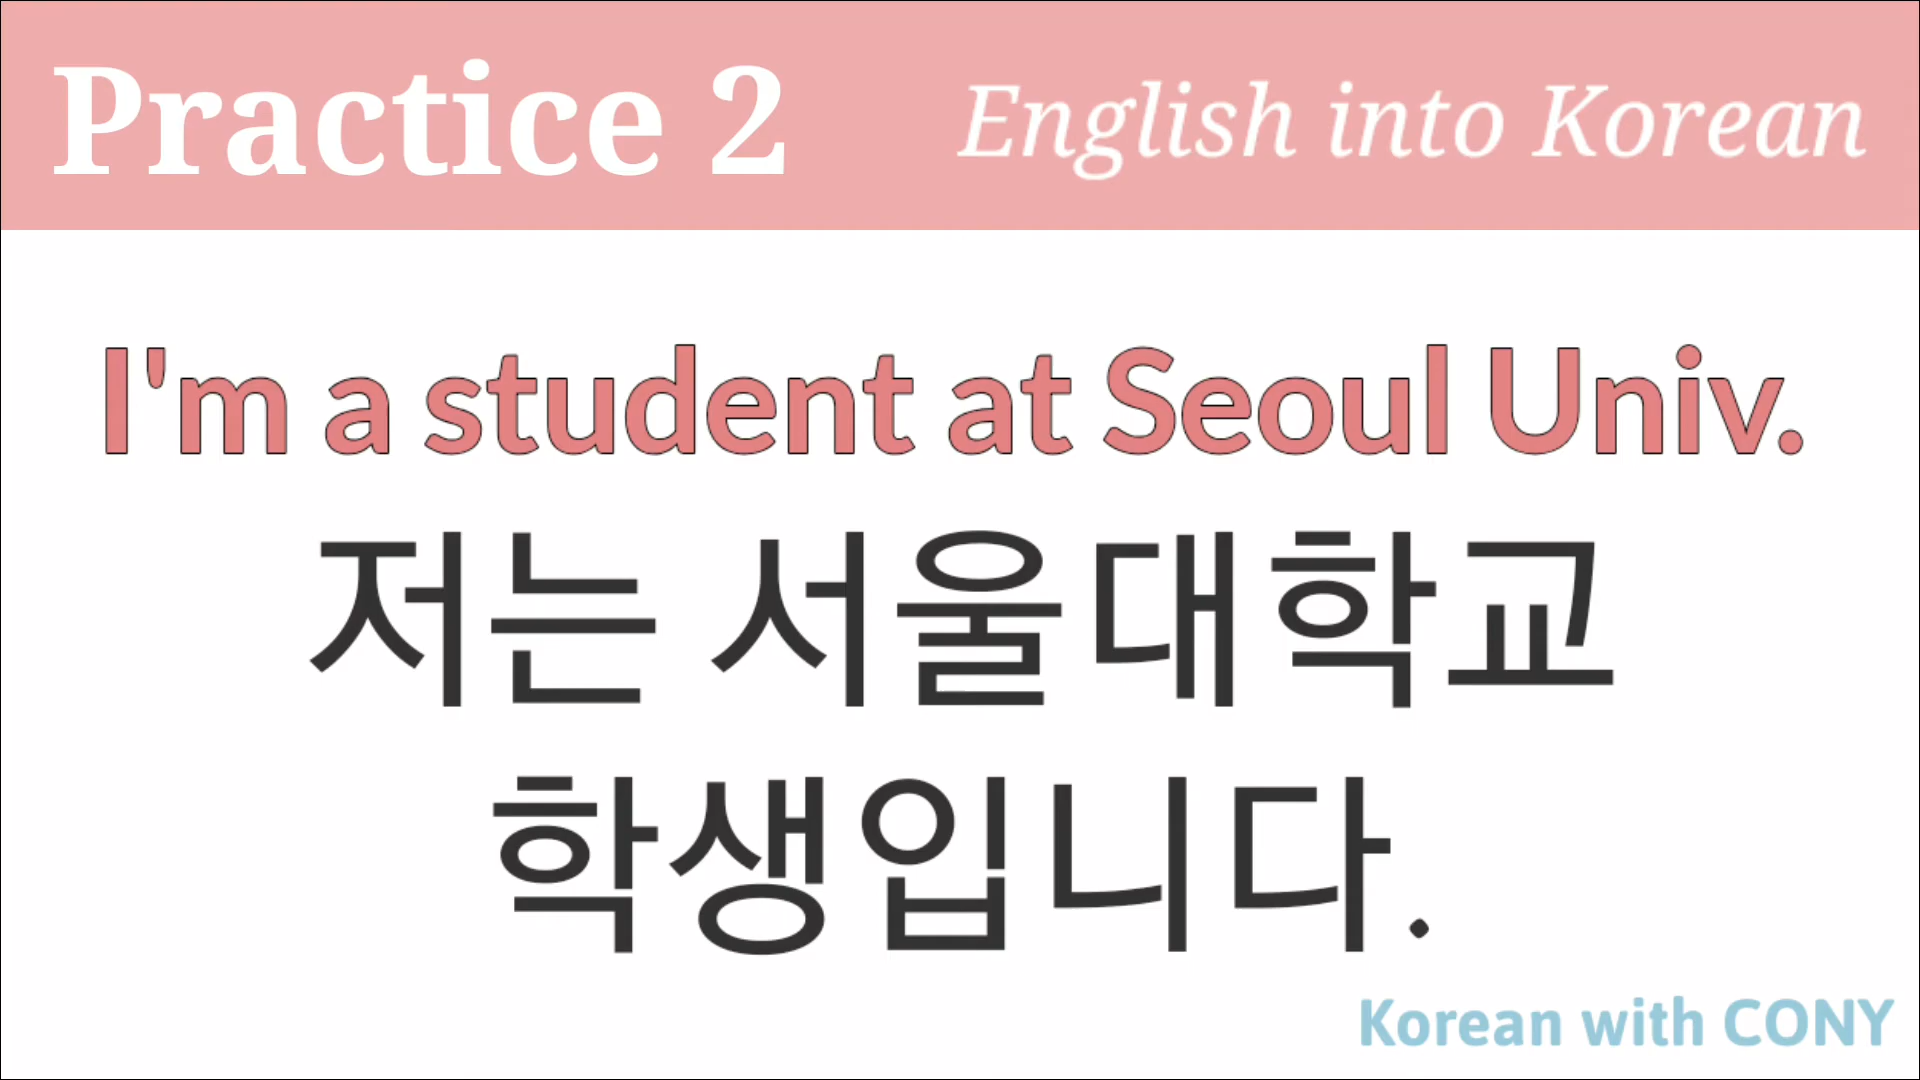 Practice 2
English into Korean
I'm a student at Seoul Univ.
저는 서울대학교
학생입니다.
Korean with CONY